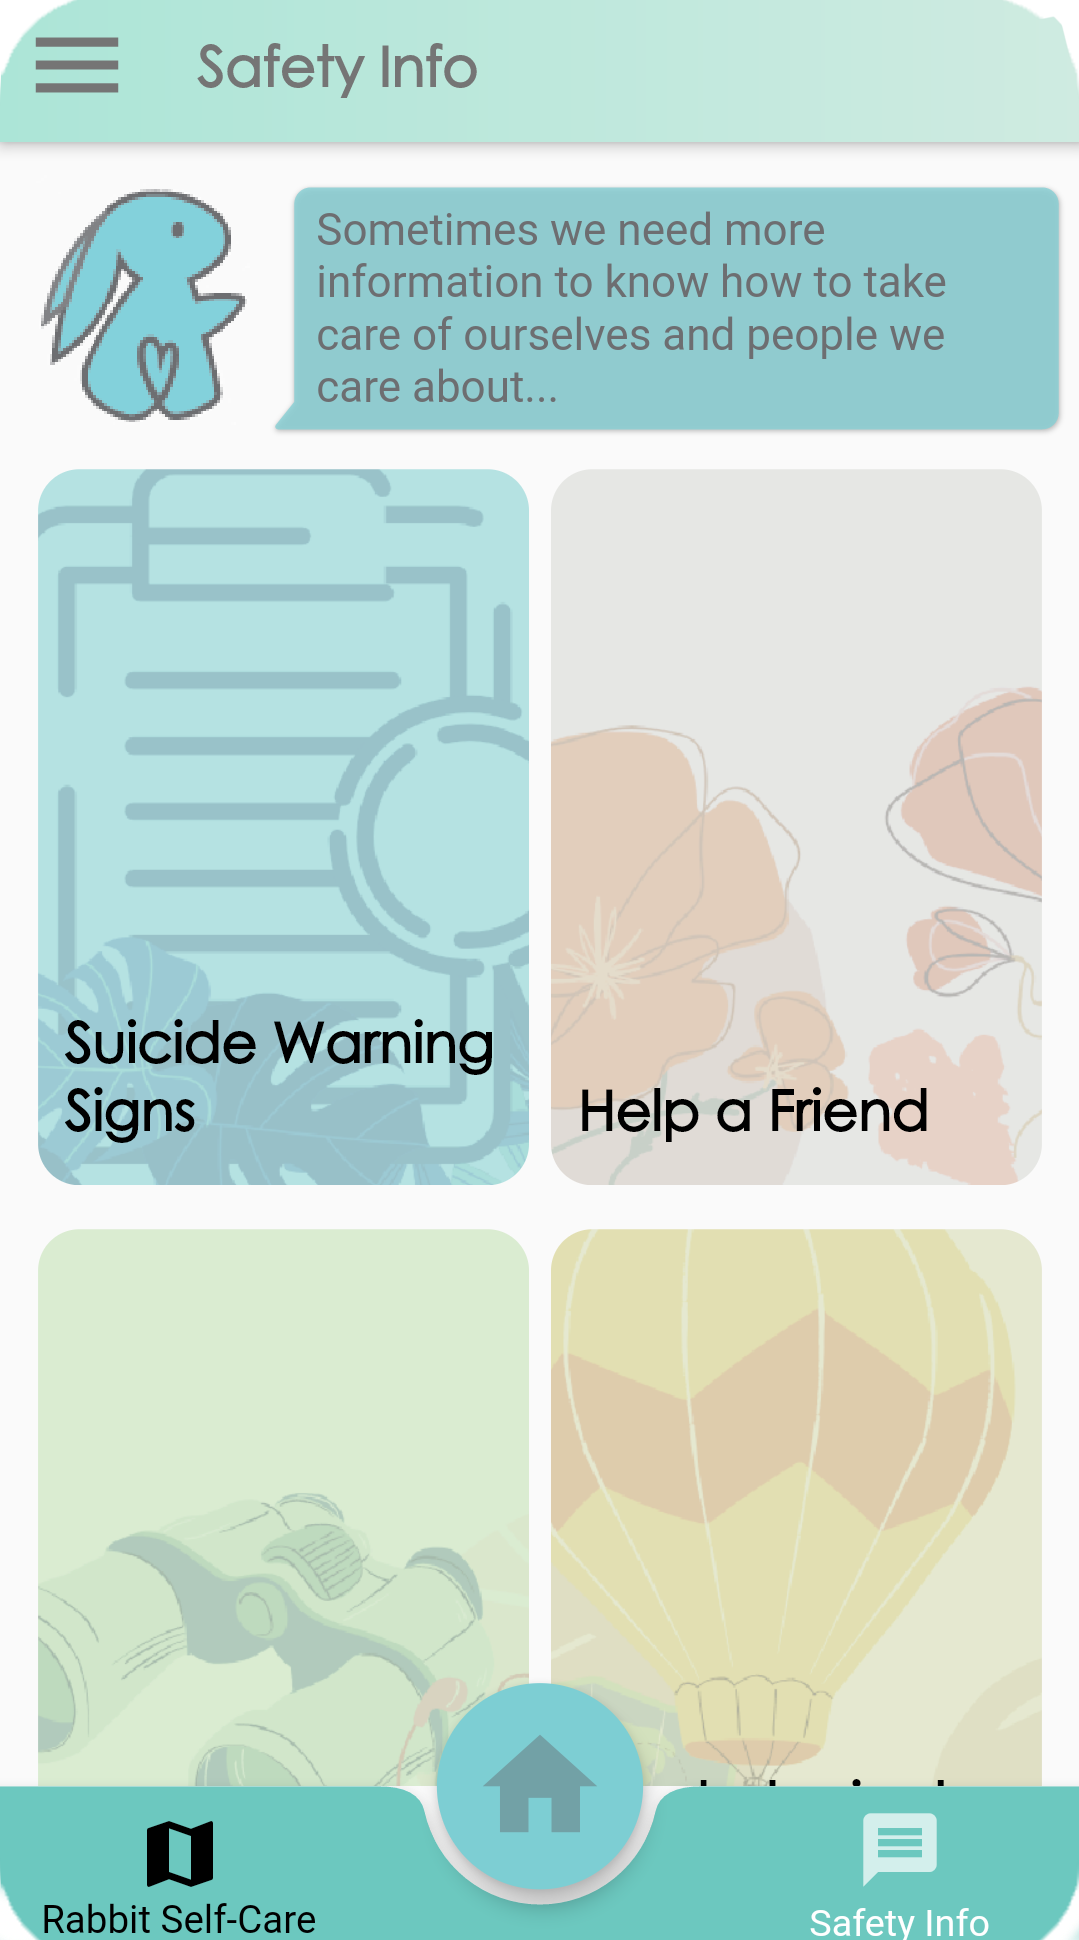 Safety Info
Sometimes we need more
information to know how to take
care of ourselves and people we
care about...
Suicide Warning
Signs
Help a Friend
Rabbit Self-Care
Safety Info